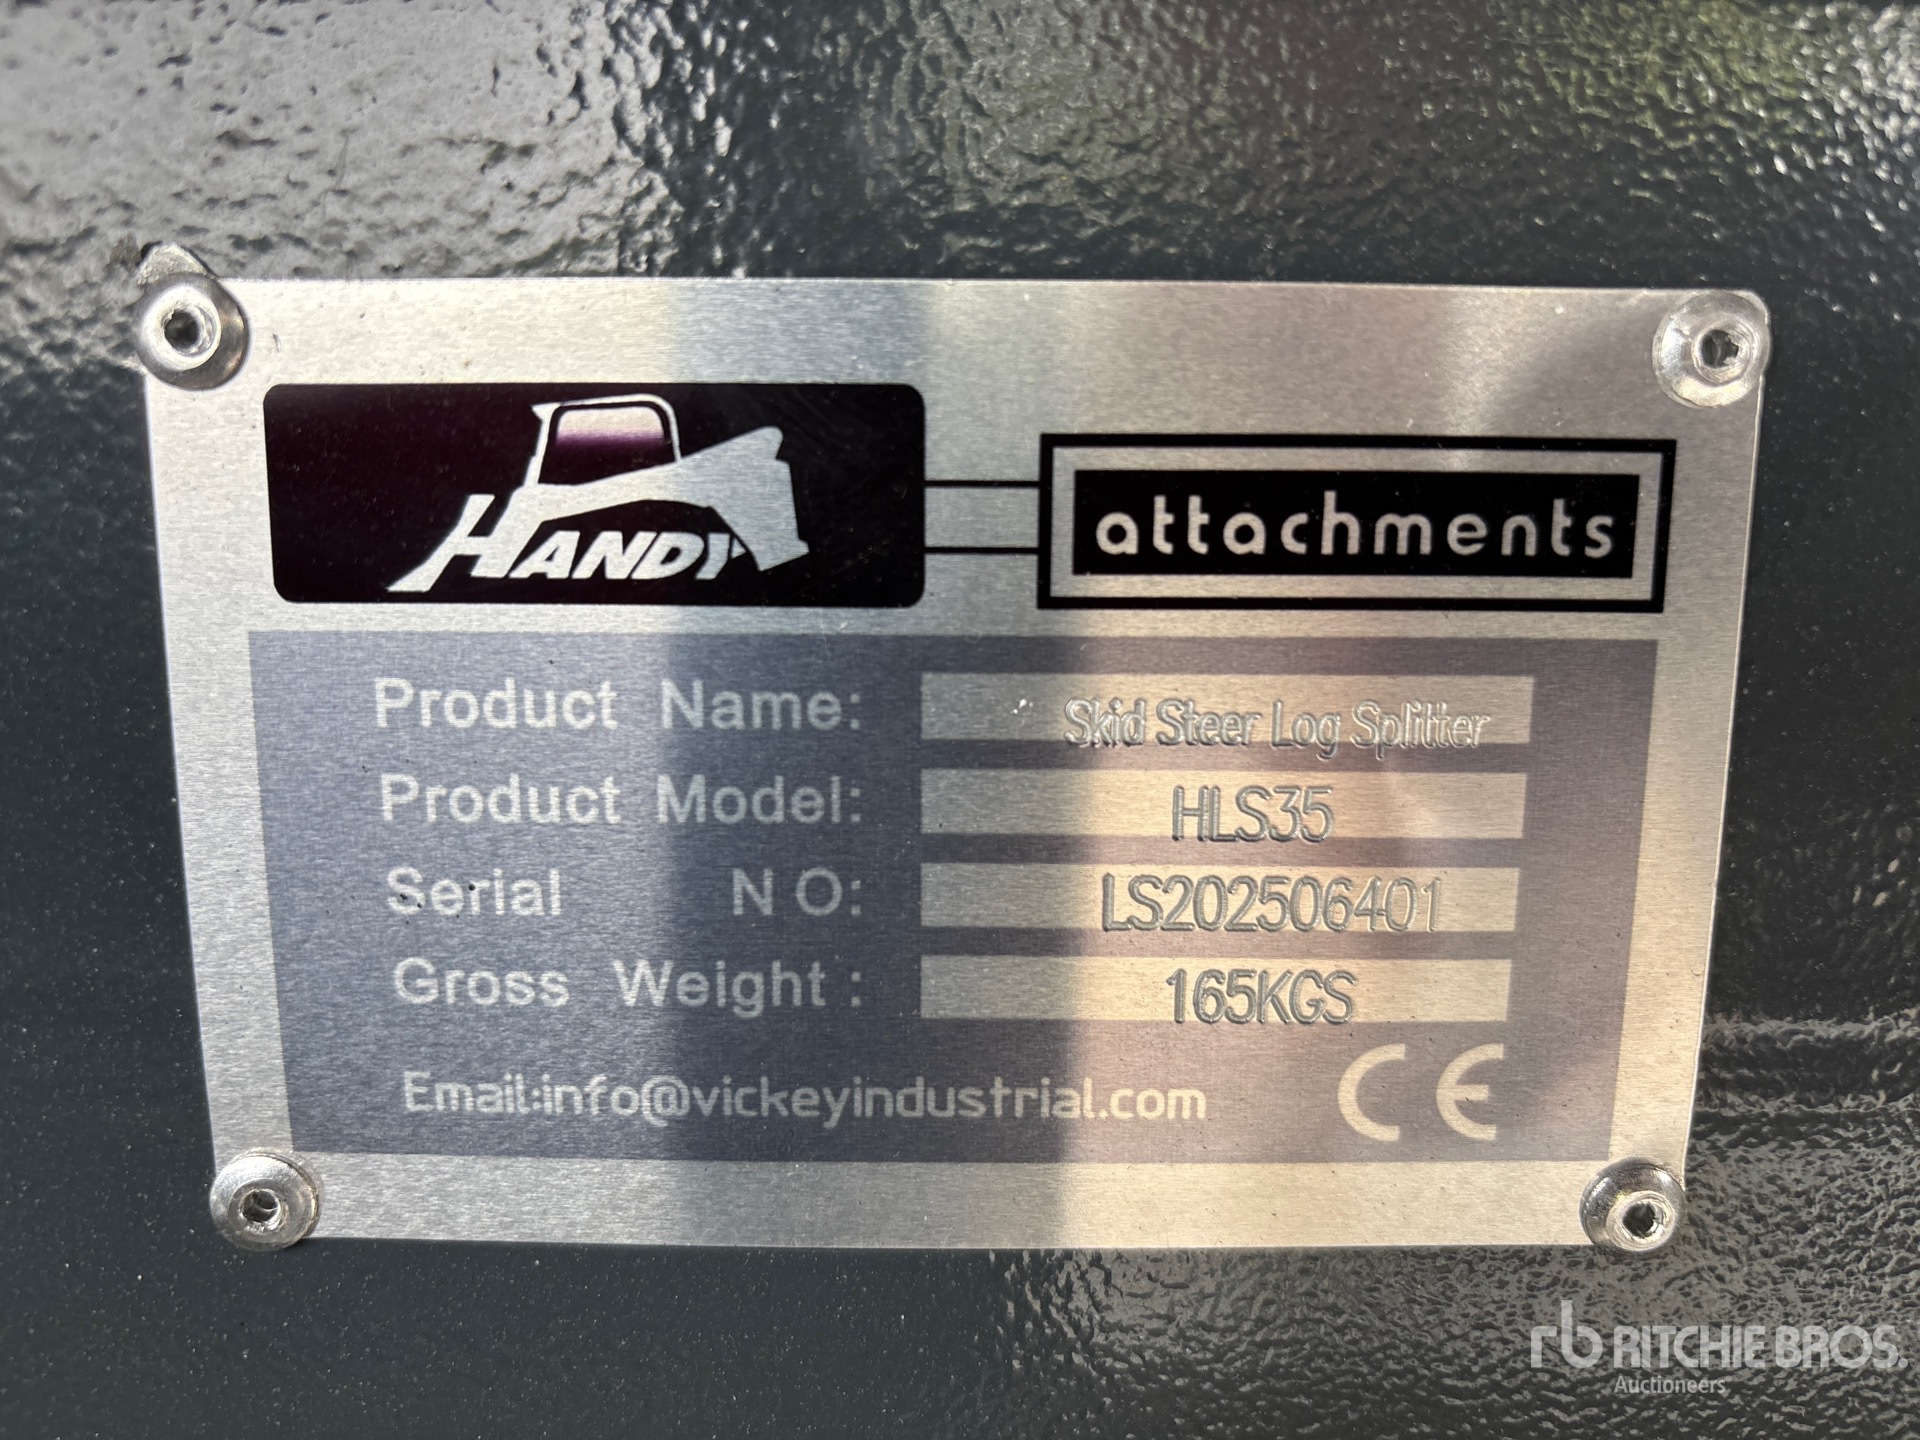 HANDY
attachments
Product Name: Skid Steer Log Splitter
Product Model: HLS35
Serial NO: LS202506401
Gross Weight: 165KGS
Email:info@vickeyindustrial.com CE
rb RITCHIE BROS.
Auctioneers